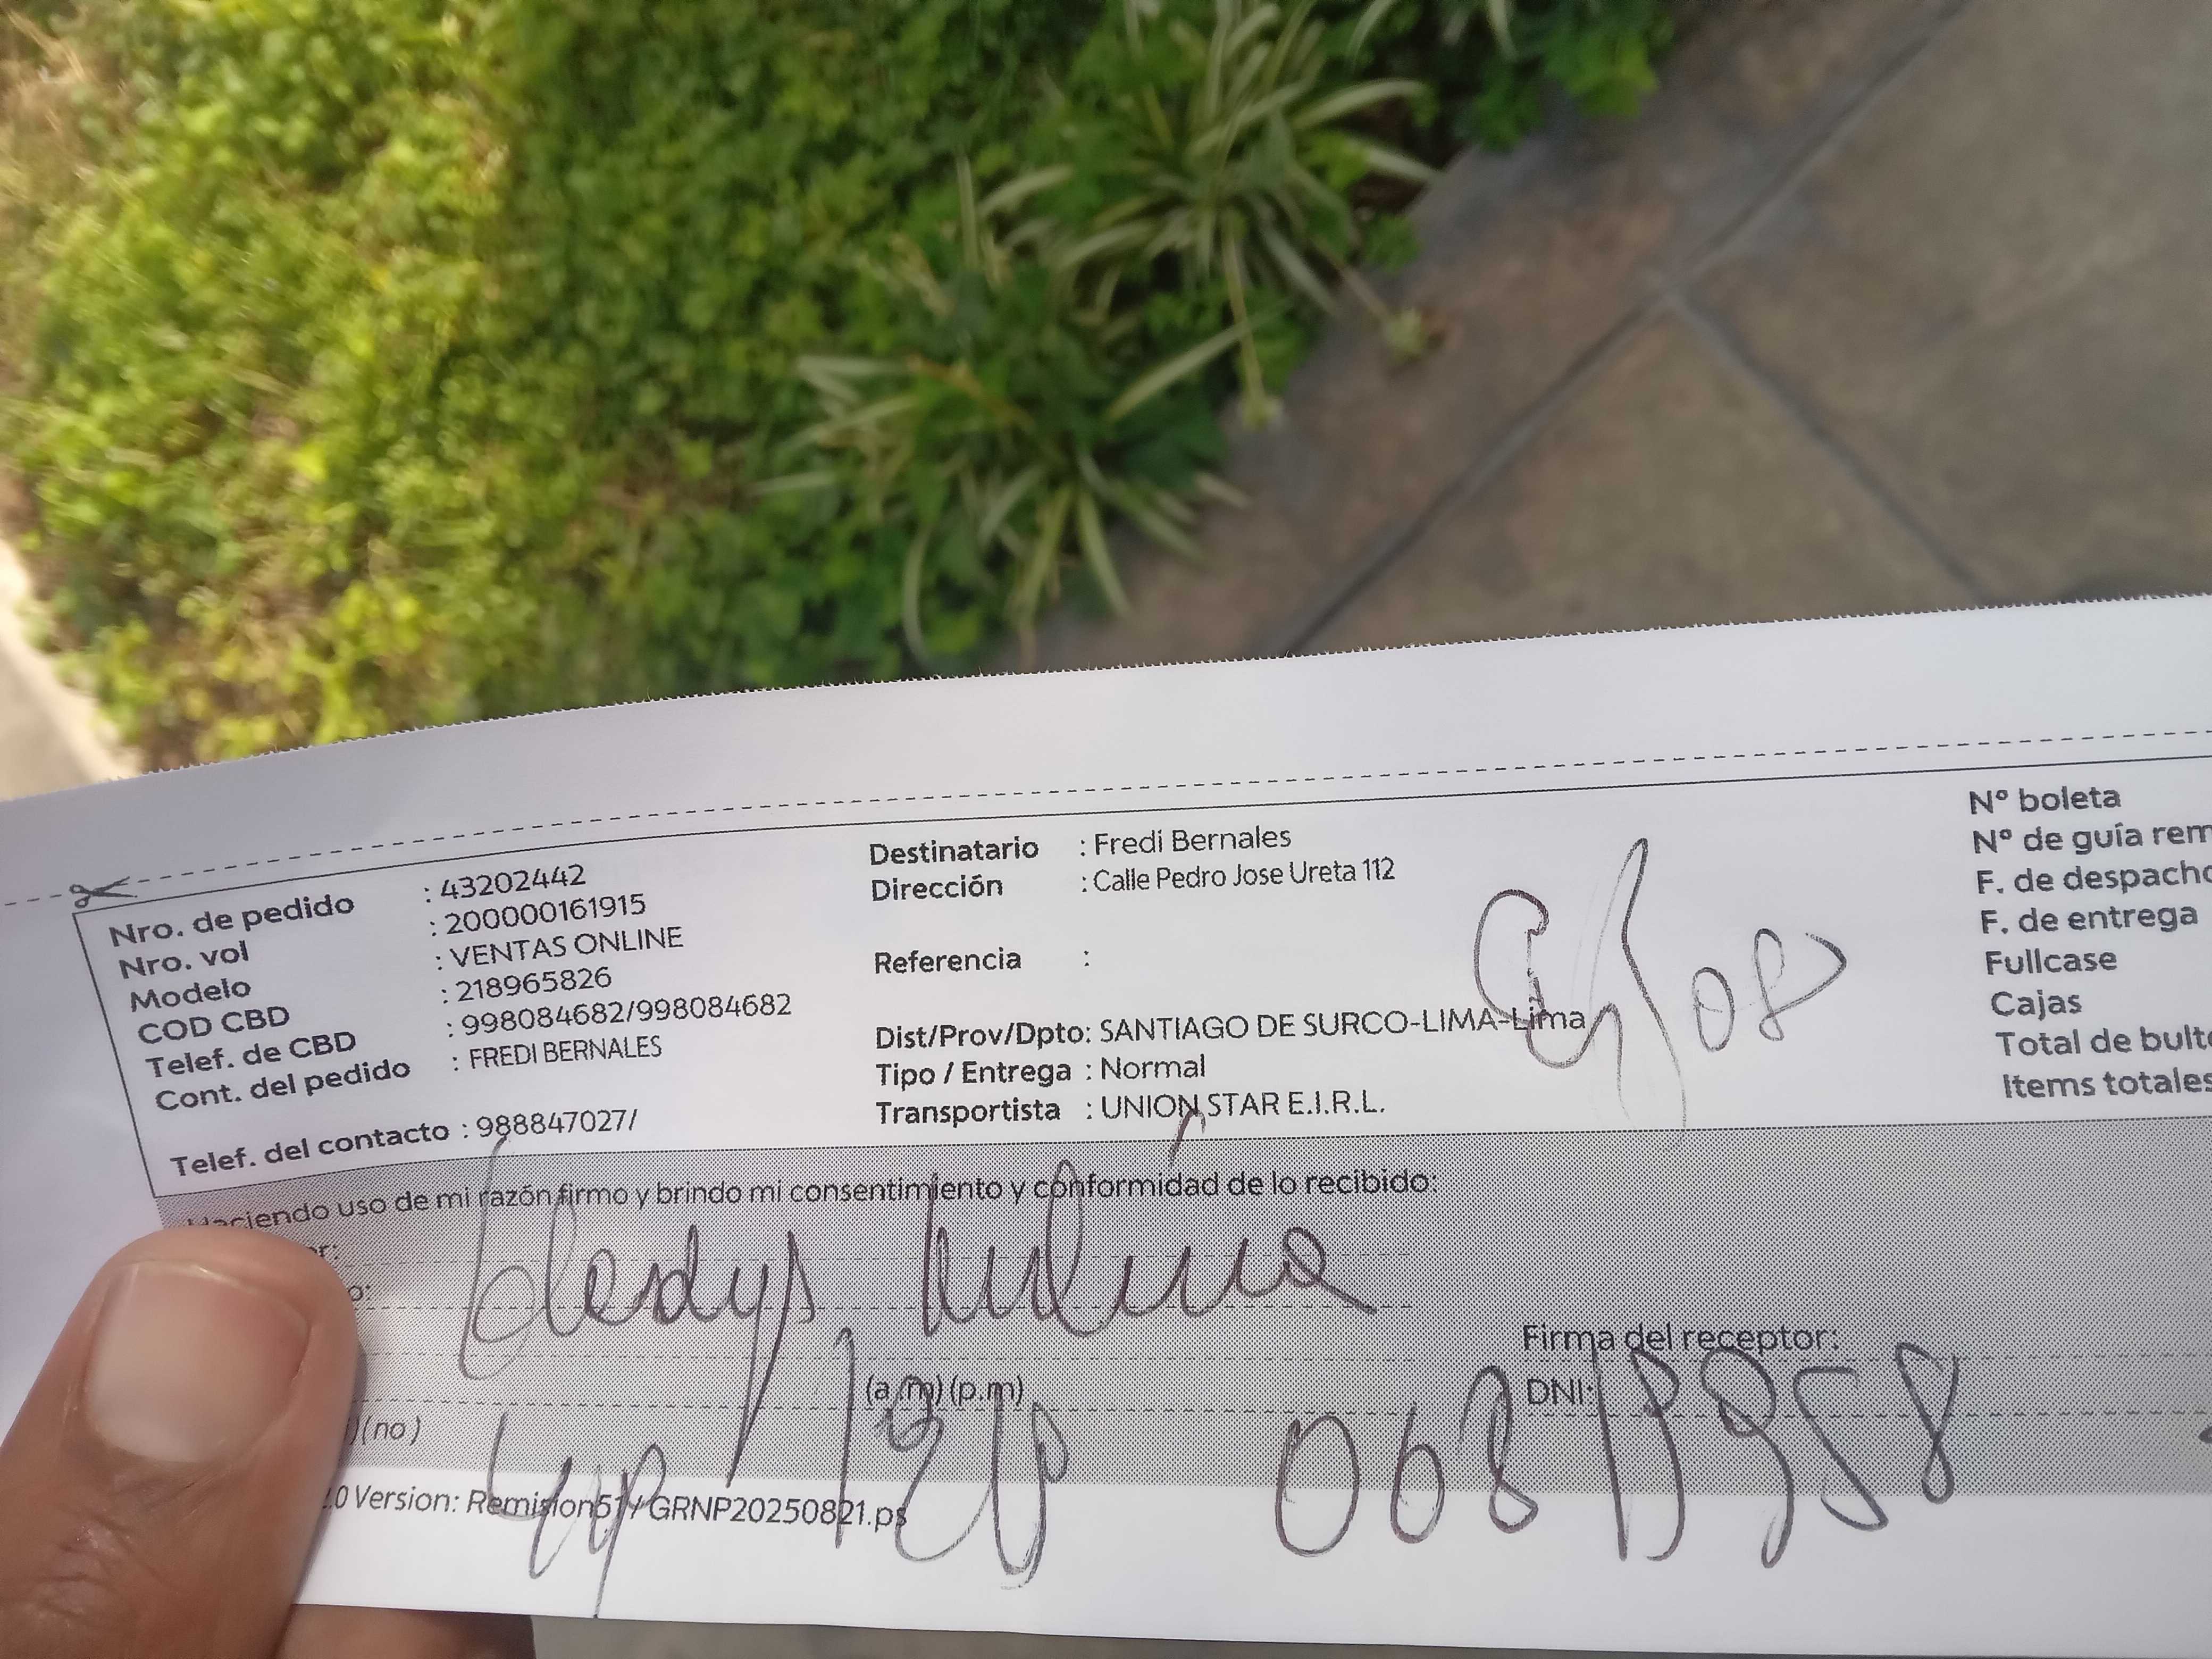 Nro. de pedido : 43202442
Nro. vol : 200000161915
Modelo : VENTAS ONLINE
COD CBD : 218965826
Telef. de CBD : 998084682/998084682
Cont. del pedido : FREDI BERNALES
Telef. del contacto : 988847027/
Destinatario : Fredi Bernales
Dirección : Calle Pedro Jose Ureta 112
Referencia :
Dist/Prov/Dpto: SANTIAGO DE SURCO-LIMA-Lima
Tipo / Entrega : Normal
Transportista : UNION STAR E.I.R.L.
N° boleta
N° de guía rem
F. de despacho
F. de entrega
Fullcase
Cajas
Total de bulto
Items totales
08
Haciendo uso de mi razón firmo y brindo mi consentimiento y conformidad de lo recibido:
or:
o:
Gladys
Firma del receptor:
(a.m) (p.m)
DNI:
)(no)
.0 Version: Remision51 / GRNP20250821.ps